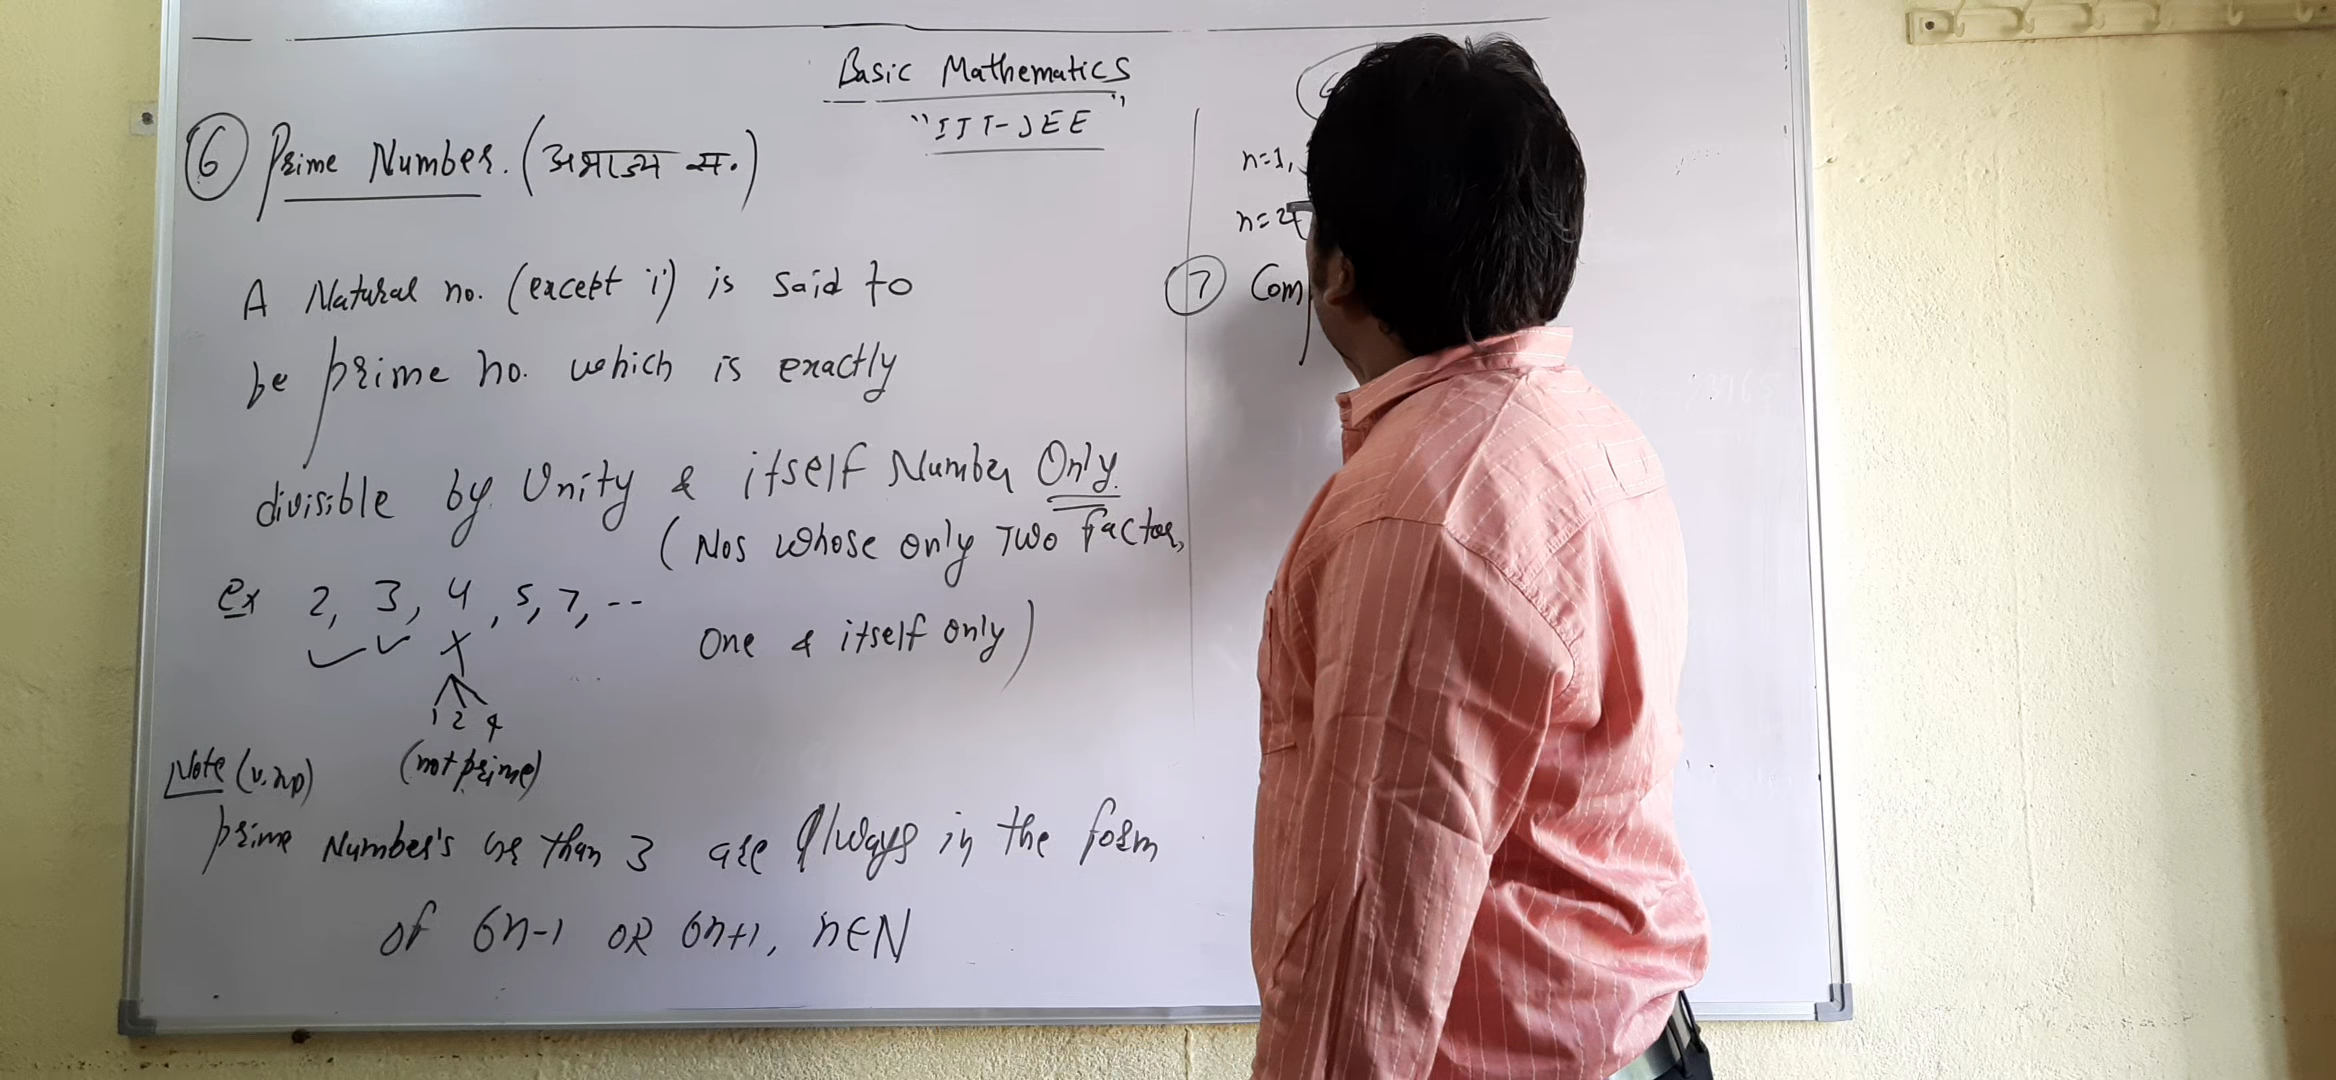 Basic Mathematics
"IIT-JEE"
6 Prime Number. (अभाज्य सं.)
A Natural no. (except '1') is said to
be prime no. which is exactly
divisible by Unity & itself Number Only.
(Nos whose only Two factor,
One & itself only)
ex 2, 3, 4, 5, 7, --
1 2 4
(not prime)
Note (v. imp)
prime Number's than 3 are Always in the form
of 6n-1 OR 6n+1, n∈N
n=1,
n=2
7 Comp